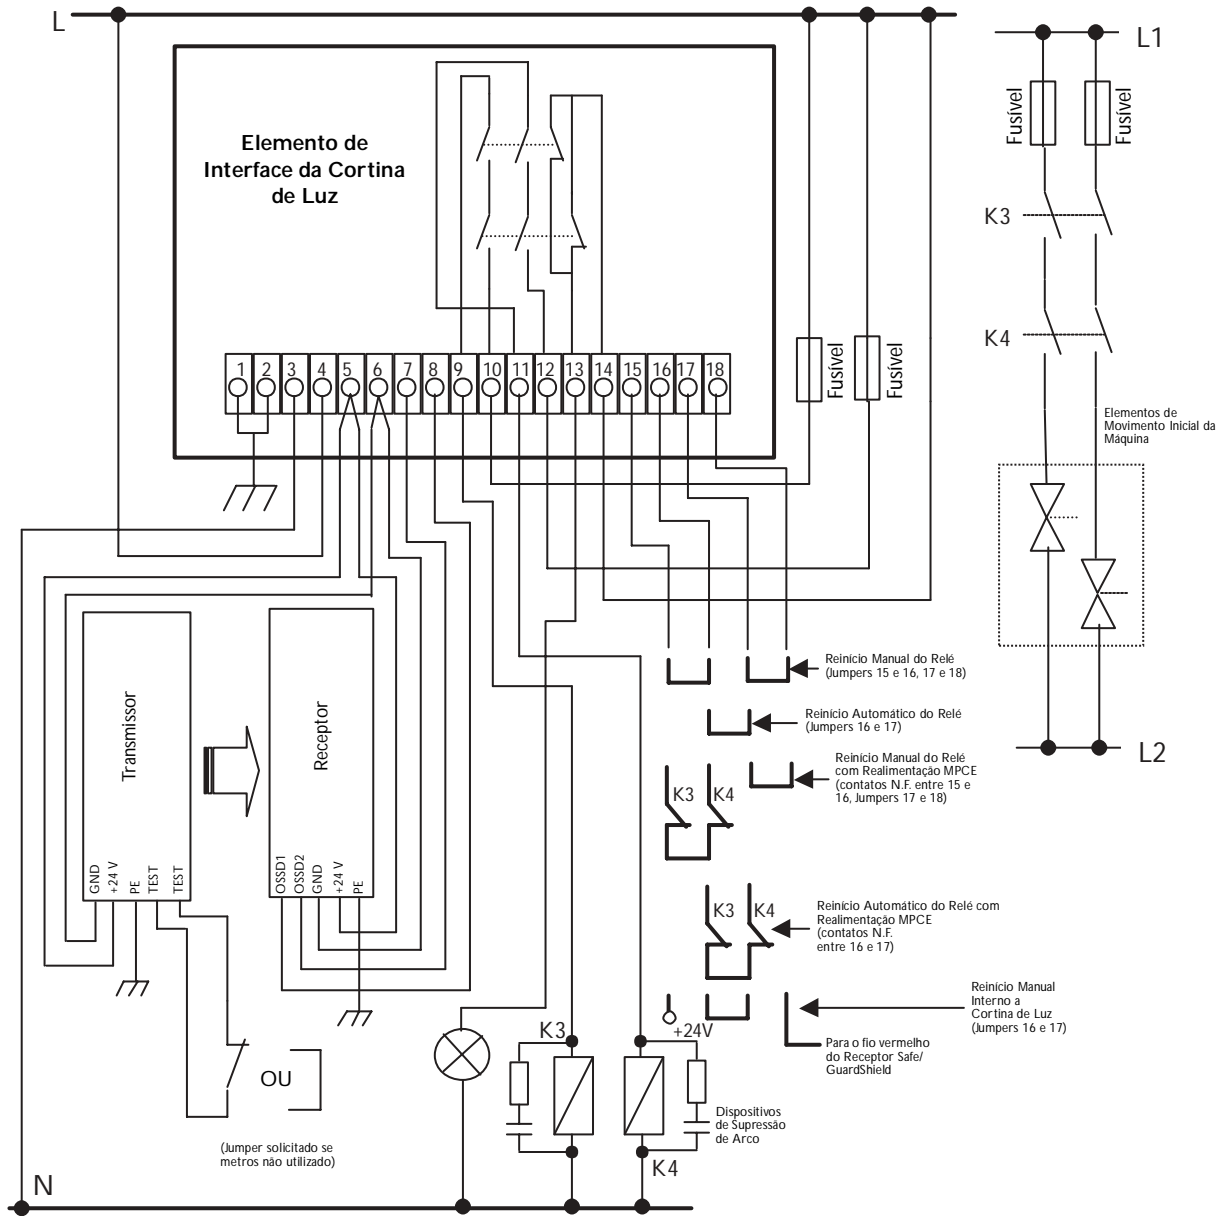 L
L1
Fusível
Fusível
Elemento de
Interface da Cortina
de Luz
K3
K4
1
2
3
4
5
6
7
8
9
10
11
12
13
14
15
16
17
18
Fusível
Fusível
Elementos de
Movimento Inicial da
Máquina
Transmissor
GND
+24 V
PE
TEST
TEST
Receptor
OSSD1
OSSD2
GND
+24 V
PE
Reinício Manual do Relé
(Jumpers 15 e 16, 17 e 18)
Reinício Automático do Relé
(Jumpers 16 e 17)
L2
Reinício Manual do Relé
com Realimentação MPCE
(contatos N.F. entre 15 e
16, Jumpers 17 e 18)
K3
K4
Reinício Automático do Relé com
Realimentação MPCE
(contatos N.F.
entre 16 e 17)
K3
K4
Reinício Manual
Interno a
Cortina de Luz
(Jumpers 16 e 17)
+24V
Para o fio vermelho
do Receptor Safe/
GuardShield
K3
OU
Dispositivos
de Supressão
de Arco
(Jumper solicitado se
metros não utilizado)
K4
N